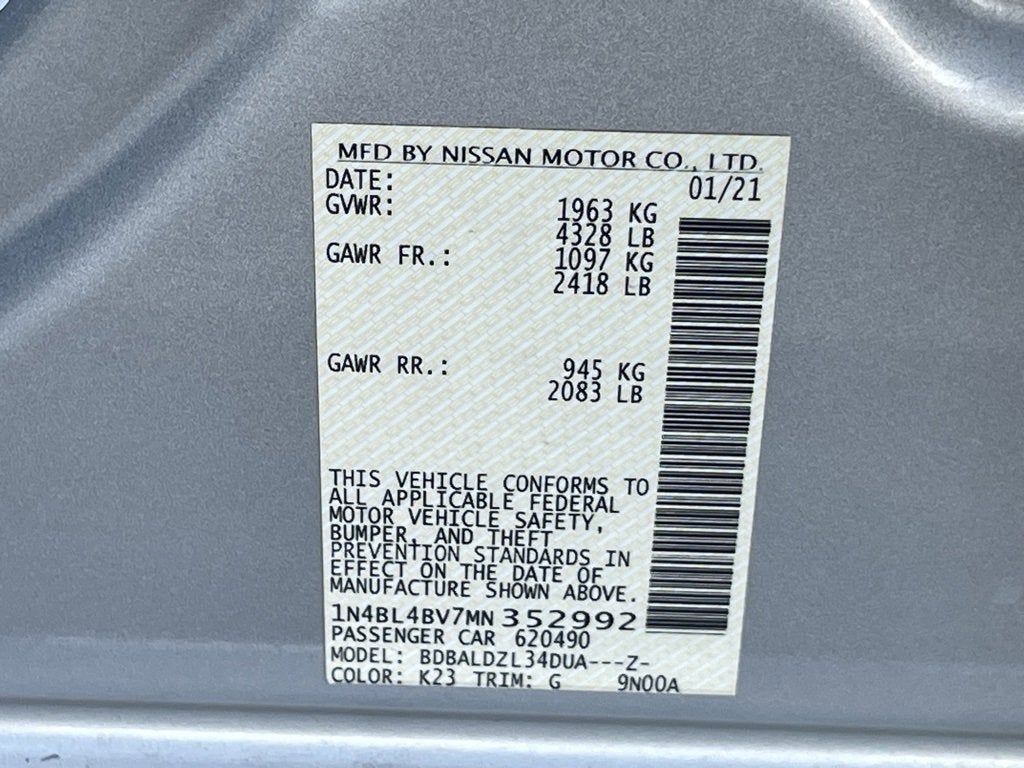 MFD BY NISSAN MOTOR CO., LTD.
DATE: 01/21
GVWR: 1963 KG
4328 LB
GAWR FR.: 1097 KG
2418 LB
GAWR RR.: 945 KG
2083 LB
THIS VEHICLE CONFORMS TO
ALL APPLICABLE FEDERAL
MOTOR VEHICLE SAFETY,
BUMPER, AND THEFT
PREVENTION STANDARDS IN
EFFECT ON THE DATE OF
MANUFACTURE SHOWN ABOVE.
1N4BL4BV7MN 352992
PASSENGER CAR 620490
MODEL: BDBALDZL34DUA---Z-
COLOR: K23 TRIM: G 9N00A